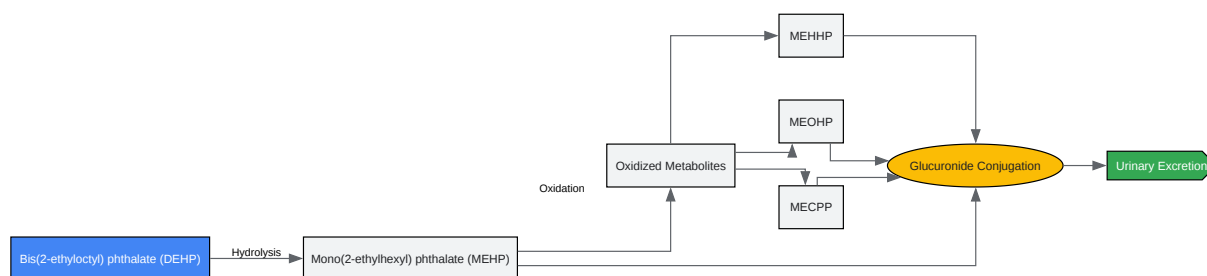 MEHHP
MEOHP
Oxidized Metabolites
Glucuronide Conjugation
Urinary Excretion
Oxidation
MECPP
Bis(2-ethyloctyl) phthalate (DEHP)
Hydrolysis
Mono(2-ethylhexyl) phthalate (MEHP)